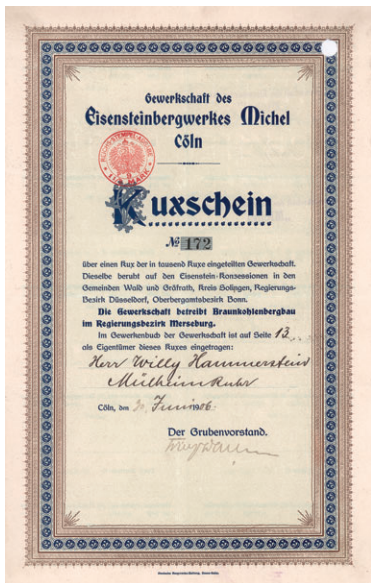 Gewerkschaft des
Eisensteinbergwerkes Michel
Cöln
Kuxschein
No 172
über einen Kux der in tausend Kuxe eingeteilten Gewerkschaft.
Dieselbe beruht auf den Eisenstein-Konzessionen in den
Gemeinden Wald und Gräfrath, Kreis Solingen, Regierungs-
Bezirk Düsseldorf, Oberbergamtsbezirk Bonn.
Die Gewerkschaft betreibt Braunkohlenbergbau
im Regierungsbezirk Merseburg.
Im Gewerkenbuch der Gewerkschaft ist auf Seite 13
als Eigentümer dieses Kuxes eingetragen:
Herr Willy Hammerstein
Mülheim Ruhr
Cöln, den Juni 1906.
Der Grubenvorstand.